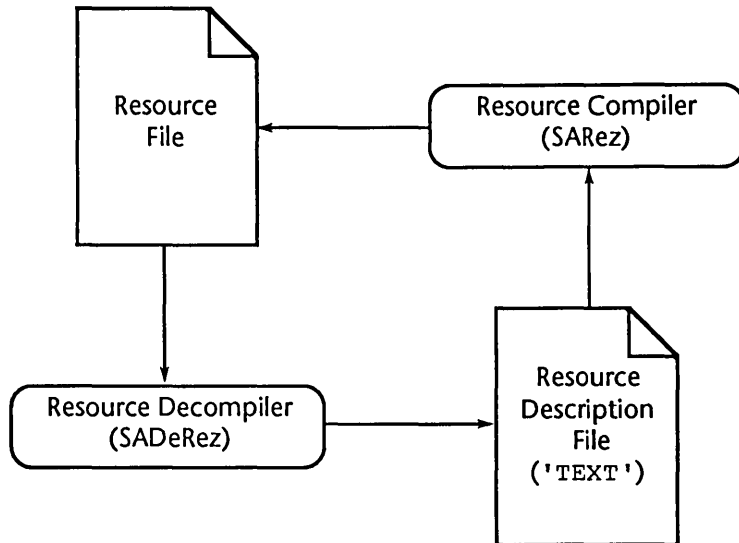 Resource
File
Resource Compiler
(SARez)
Resource Decompiler
(SADeRez)
Resource
Description
File
('TEXT')